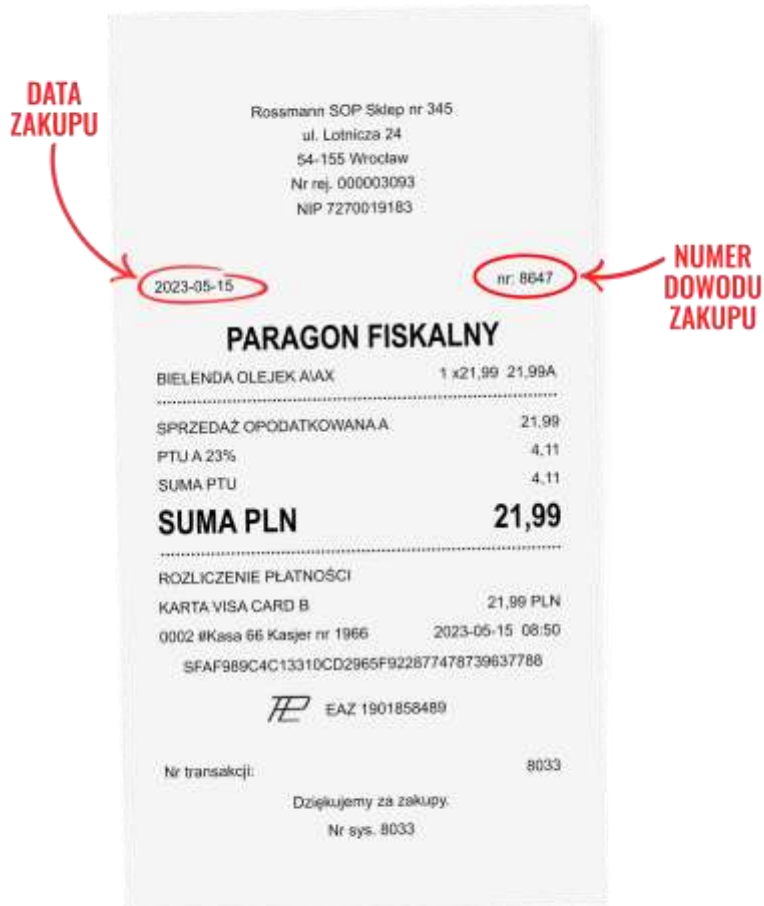 DATA
ZAKUPU
Rossmann SOP Sklep nr 345
ul. Lotnicza 24
54-155 Wrocław
Nr rej. 000003093
NIP 7270019183
2023-05-15 nr: 8647
NUMER
DOWODU
ZAKUPU
PARAGON FISKALNY
BIELENDA OLEJEK A\AX 1 x21,99 21,99A
SPRZEDAŻ OPODATKOWANA A 21,99
PTU A 23% 4,11
SUMA PTU 4,11
SUMA PLN 21,99
ROZLICZENIE PŁATNOŚCI
KARTA VISA CARD B 21,99 PLN
0002 #Kasa 66 Kasjer nr 1966 2023-05-15 08:50
SFAF989C4C13310CD2965F922877478739637788
EAZ 1901858489
Nr transakcji: 8033
Dziękujemy za zakupy.
Nr sys. 8033